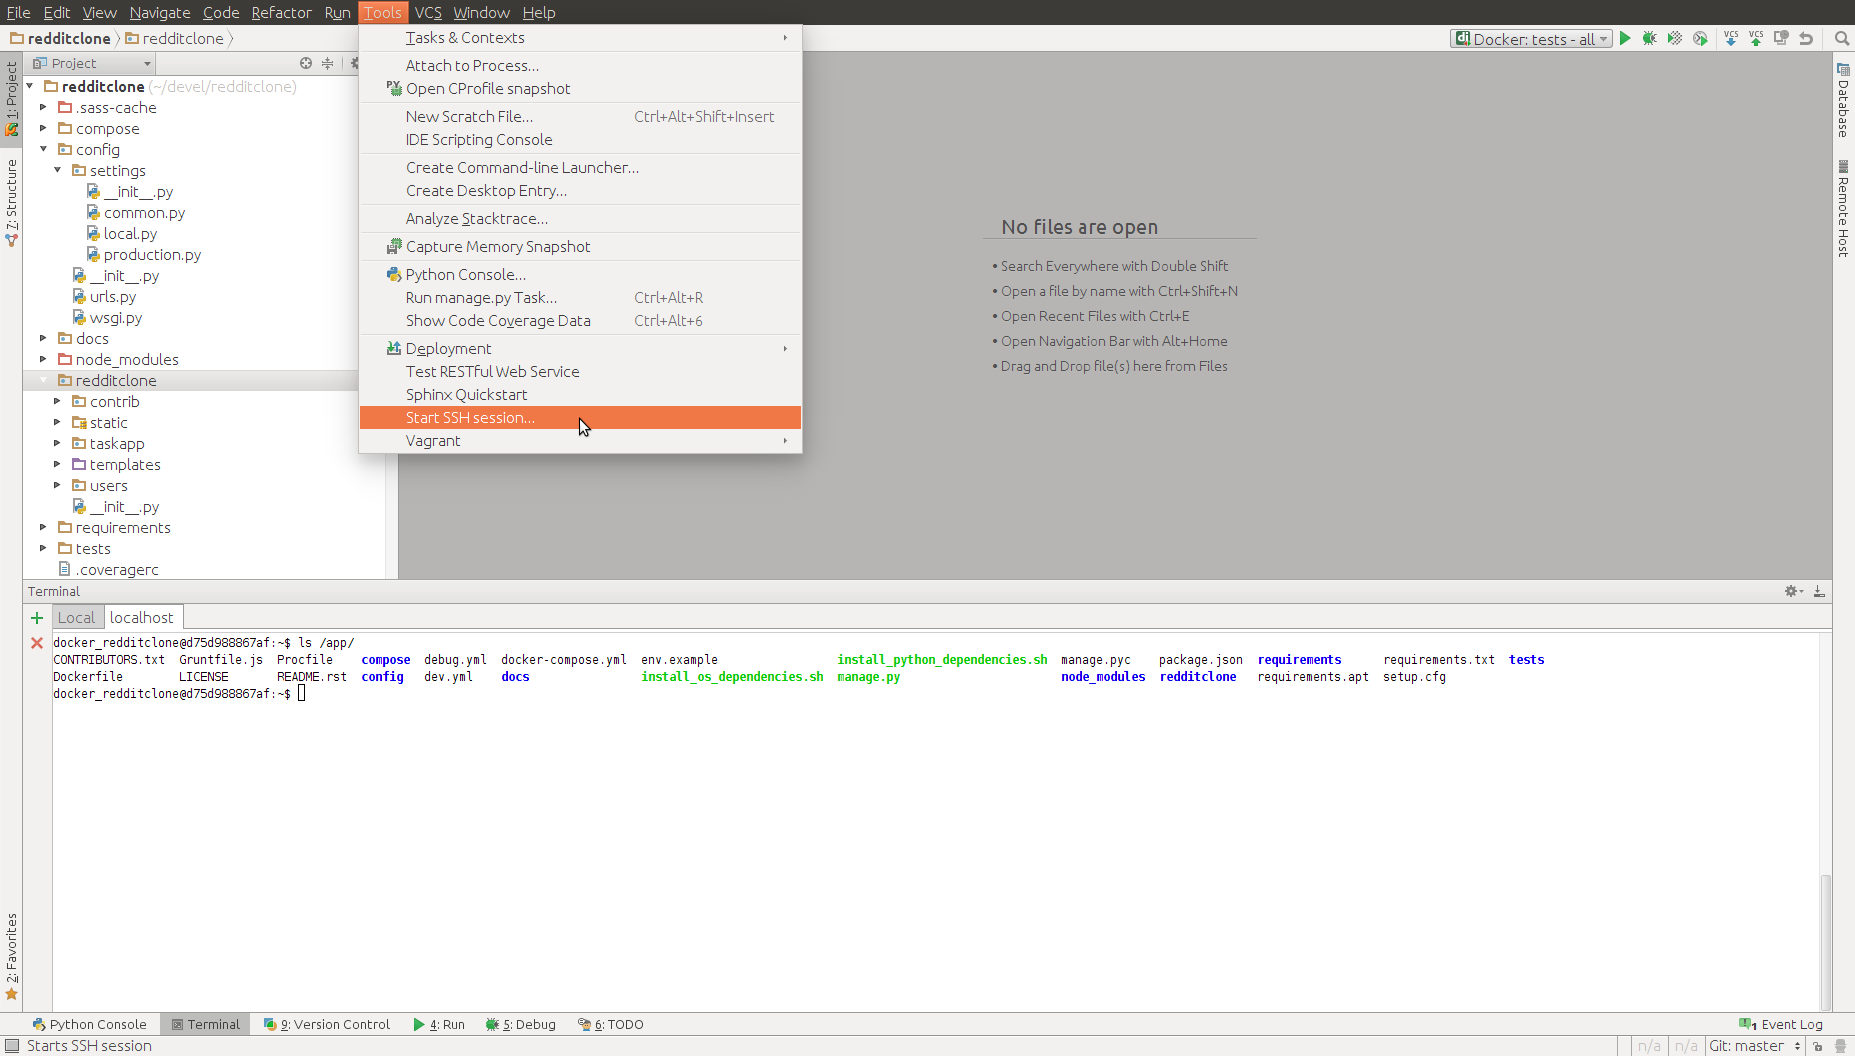 File Edit View Navigate Code Refactor Run Tools VCS Window Help
redditclone redditclone
dj Docker: tests - all VCS VCS
Project
redditclone (~/devel/redditclone)
.sass-cache
compose
config
settings
__init__.py
common.py
local.py
production.py
__init__.py
urls.py
wsgi.py
docs
node_modules
redditclone
contrib
static
taskapp
templates
users
__init__.py
requirements
tests
.coveragerc
1: Project
7: Structure
2: Favorites
Tasks & Contexts
Attach to Process...
Open CProfile snapshot
New Scratch File... Ctrl+Alt+Shift+Insert
IDE Scripting Console
Create Command-line Launcher...
Create Desktop Entry...
Analyze Stacktrace...
Capture Memory Snapshot
Python Console...
Run manage.py Task... Ctrl+Alt+R
Show Code Coverage Data Ctrl+Alt+6
Deployment
Test RESTful Web Service
Sphinx Quickstart
Start SSH session...
Vagrant
No files are open
• Search Everywhere with Double Shift
• Open a file by name with Ctrl+Shift+N
• Open Recent Files with Ctrl+E
• Open Navigation Bar with Alt+Home
• Drag and Drop file(s) here from Files
Database
Remote Host
Terminal
Local localhost
docker_redditclone@d75d988867af:~$ ls /app/
CONTRIBUTORS.txt Gruntfile.js Procfile compose debug.yml docker-compose.yml env.example install_python_dependencies.sh manage.pyc package.json requirements requirements.txt tests
Dockerfile LICENSE README.rst config dev.yml docs install_os_dependencies.sh manage.py node_modules redditclone requirements.apt setup.cfg
docker_redditclone@d75d988867af:~$
Python Console Terminal 9: Version Control 4: Run 5: Debug 6: TODO 1 Event Log
Starts SSH session n/a n/a Git: master